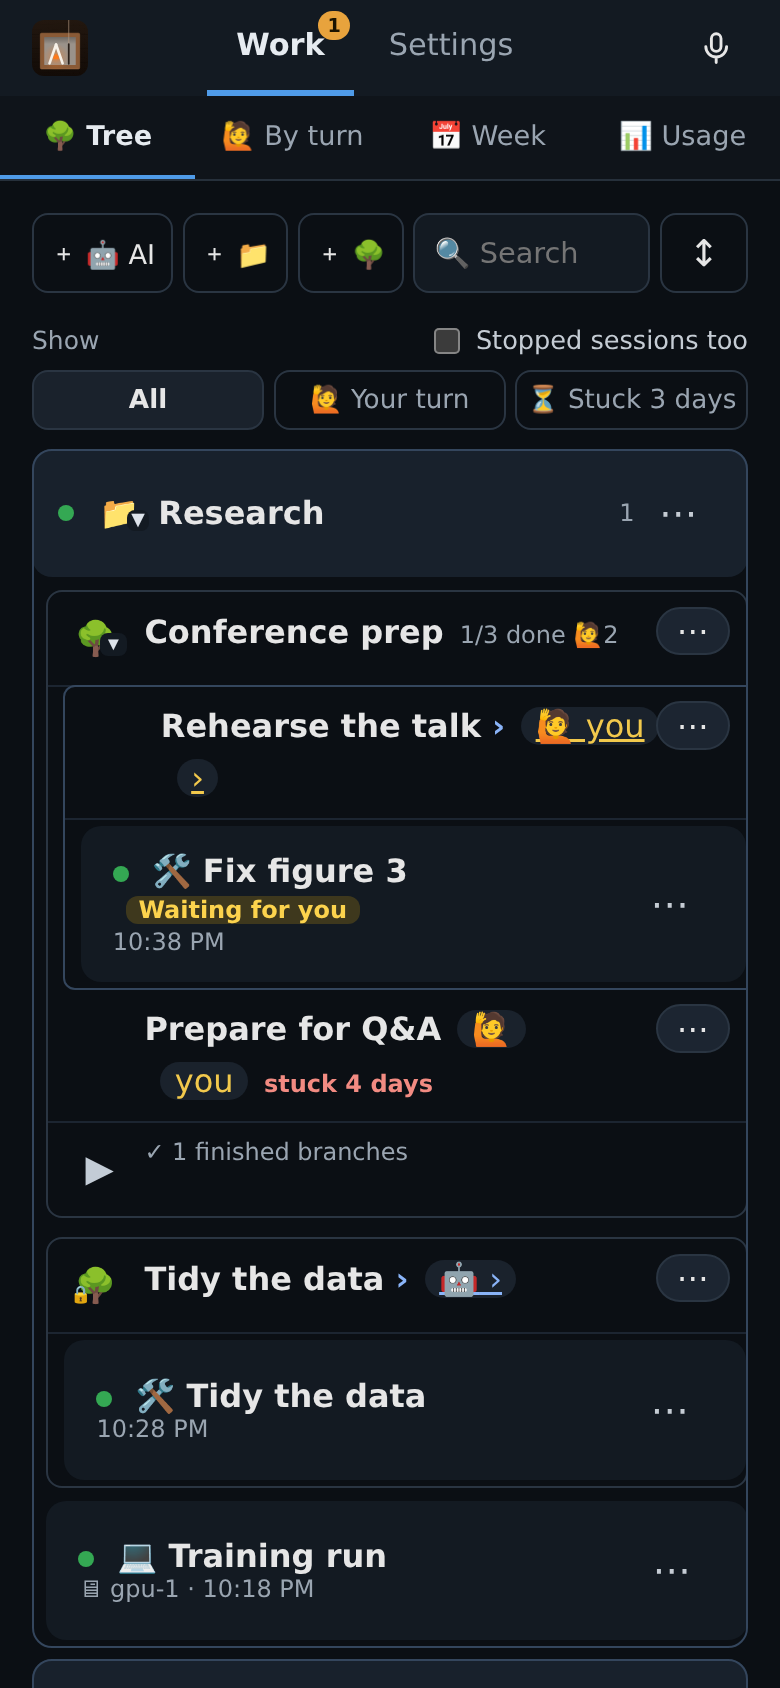 Work 1 Settings
🌳 Tree 🙋 By turn 📅 Week 📊 Usage
+ 🤖 AI + 📁 + 🌳 🔍 Search ↕
Show Stopped sessions too
All 🙋 Your turn ⏳ Stuck 3 days
📁▾ Research 1 ⋯
🌳▾ Conference prep 1/3 done 🙋2 ⋯
Rehearse the talk › 🙋 you ⋯
›
🛠 Fix figure 3
Waiting for you ⋯
10:38 PM
Prepare for Q&A 🙋 ⋯
you stuck 4 days
▶ ✓ 1 finished branches
🌳🔒 Tidy the data › 🤖 › ⋯
🛠 Tidy the data ⋯
10:28 PM
💻 Training run ⋯
🖥 gpu-1 · 10:18 PM